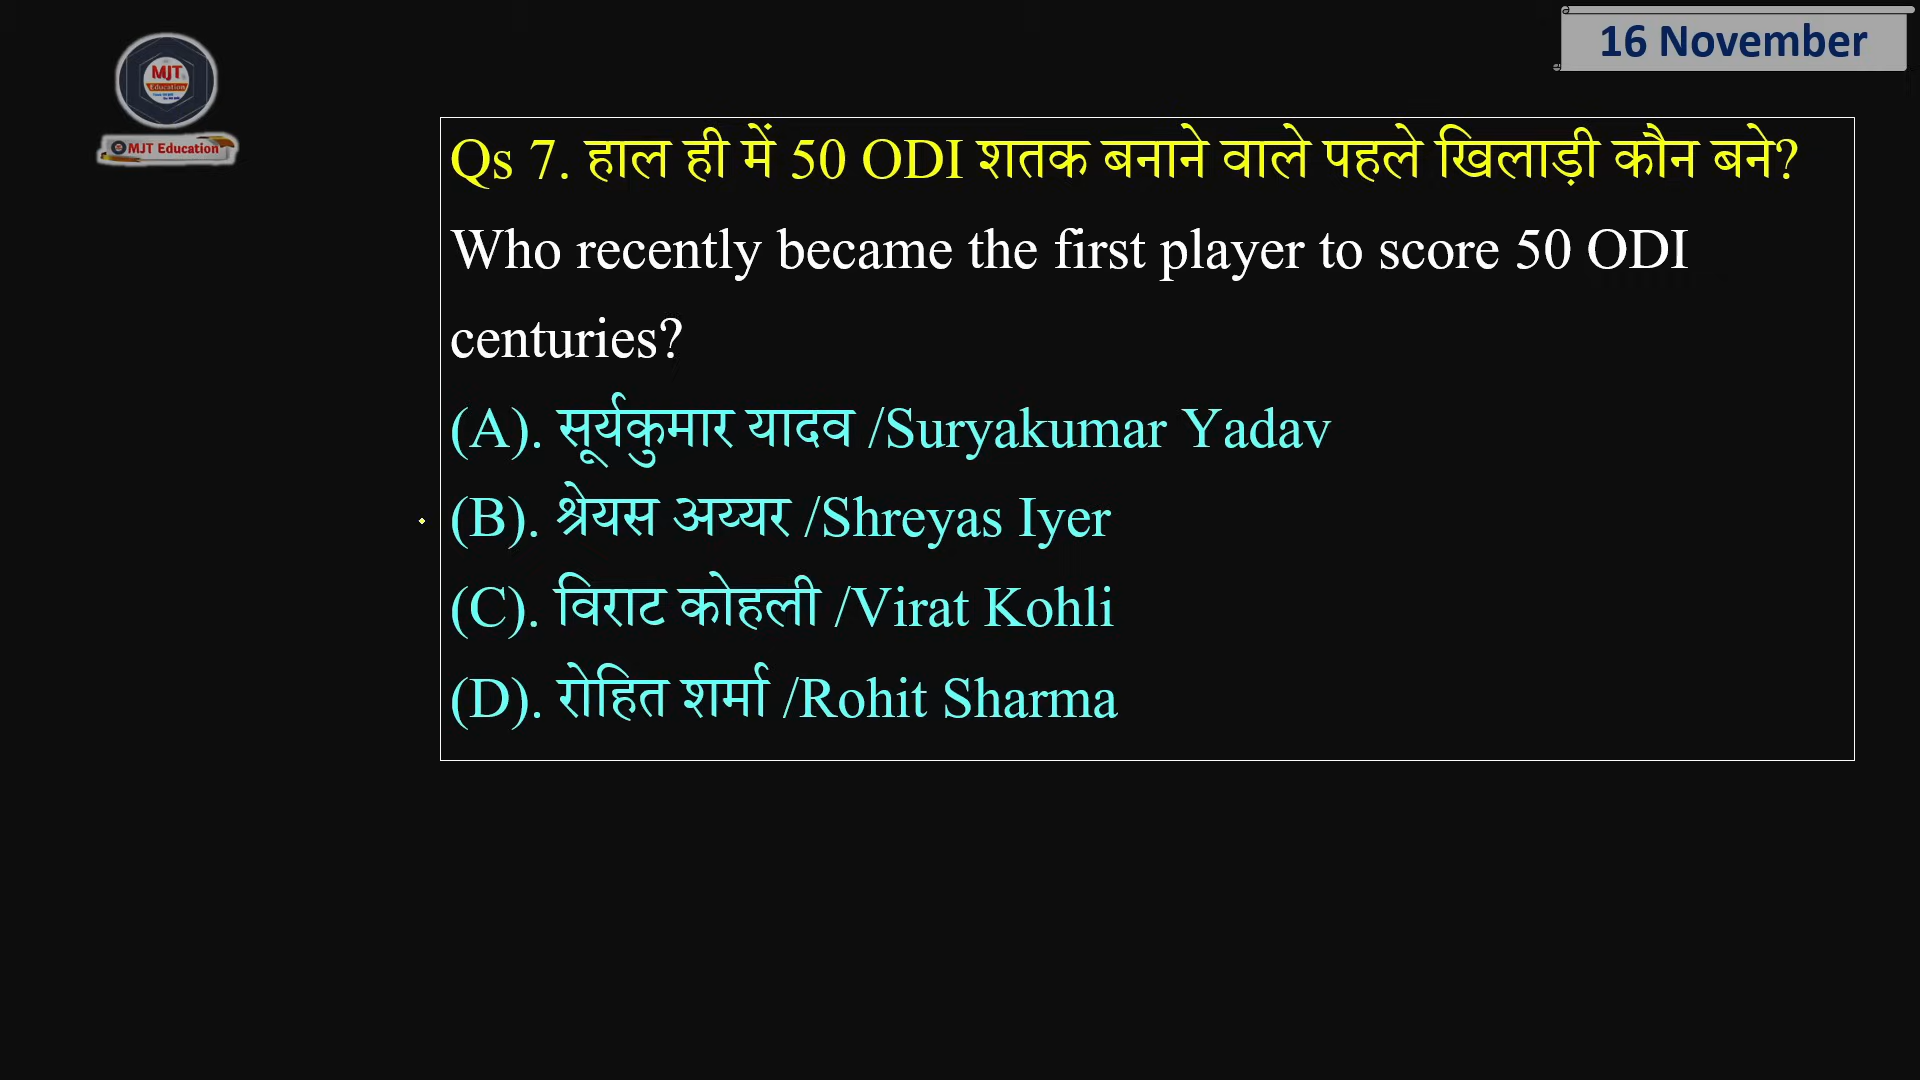 16 November
MJT
Education
MJT Education
Qs 7. हाल ही में 50 ODI शतक बनाने वाले पहले खिलाड़ी कौन बने?
Who recently became the first player to score 50 ODI
centuries?
(A). सूर्यकुमार यादव /Suryakumar Yadav
(B). श्रेयस अय्यर /Shreyas Iyer
(C). विराट कोहली /Virat Kohli
(D). रोहित शर्मा /Rohit Sharma